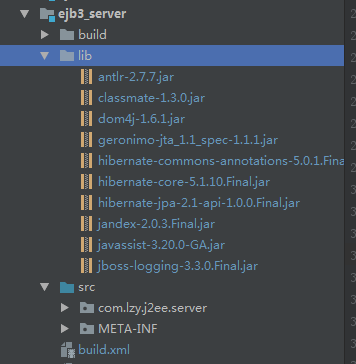 ejb3_server
build
lib
antlr-2.7.7.jar
classmate-1.3.0.jar
dom4j-1.6.1.jar
geronimo-jta_1.1_spec-1.1.1.jar
hibernate-commons-annotations-5.0.1.Fina
hibernate-core-5.1.10.Final.jar
hibernate-jpa-2.1-api-1.0.0.Final.jar
jandex-2.0.3.Final.jar
javassist-3.20.0-GA.jar
jboss-logging-3.3.0.Final.jar
src
com.lzy.j2ee.server
META-INF
build.xml